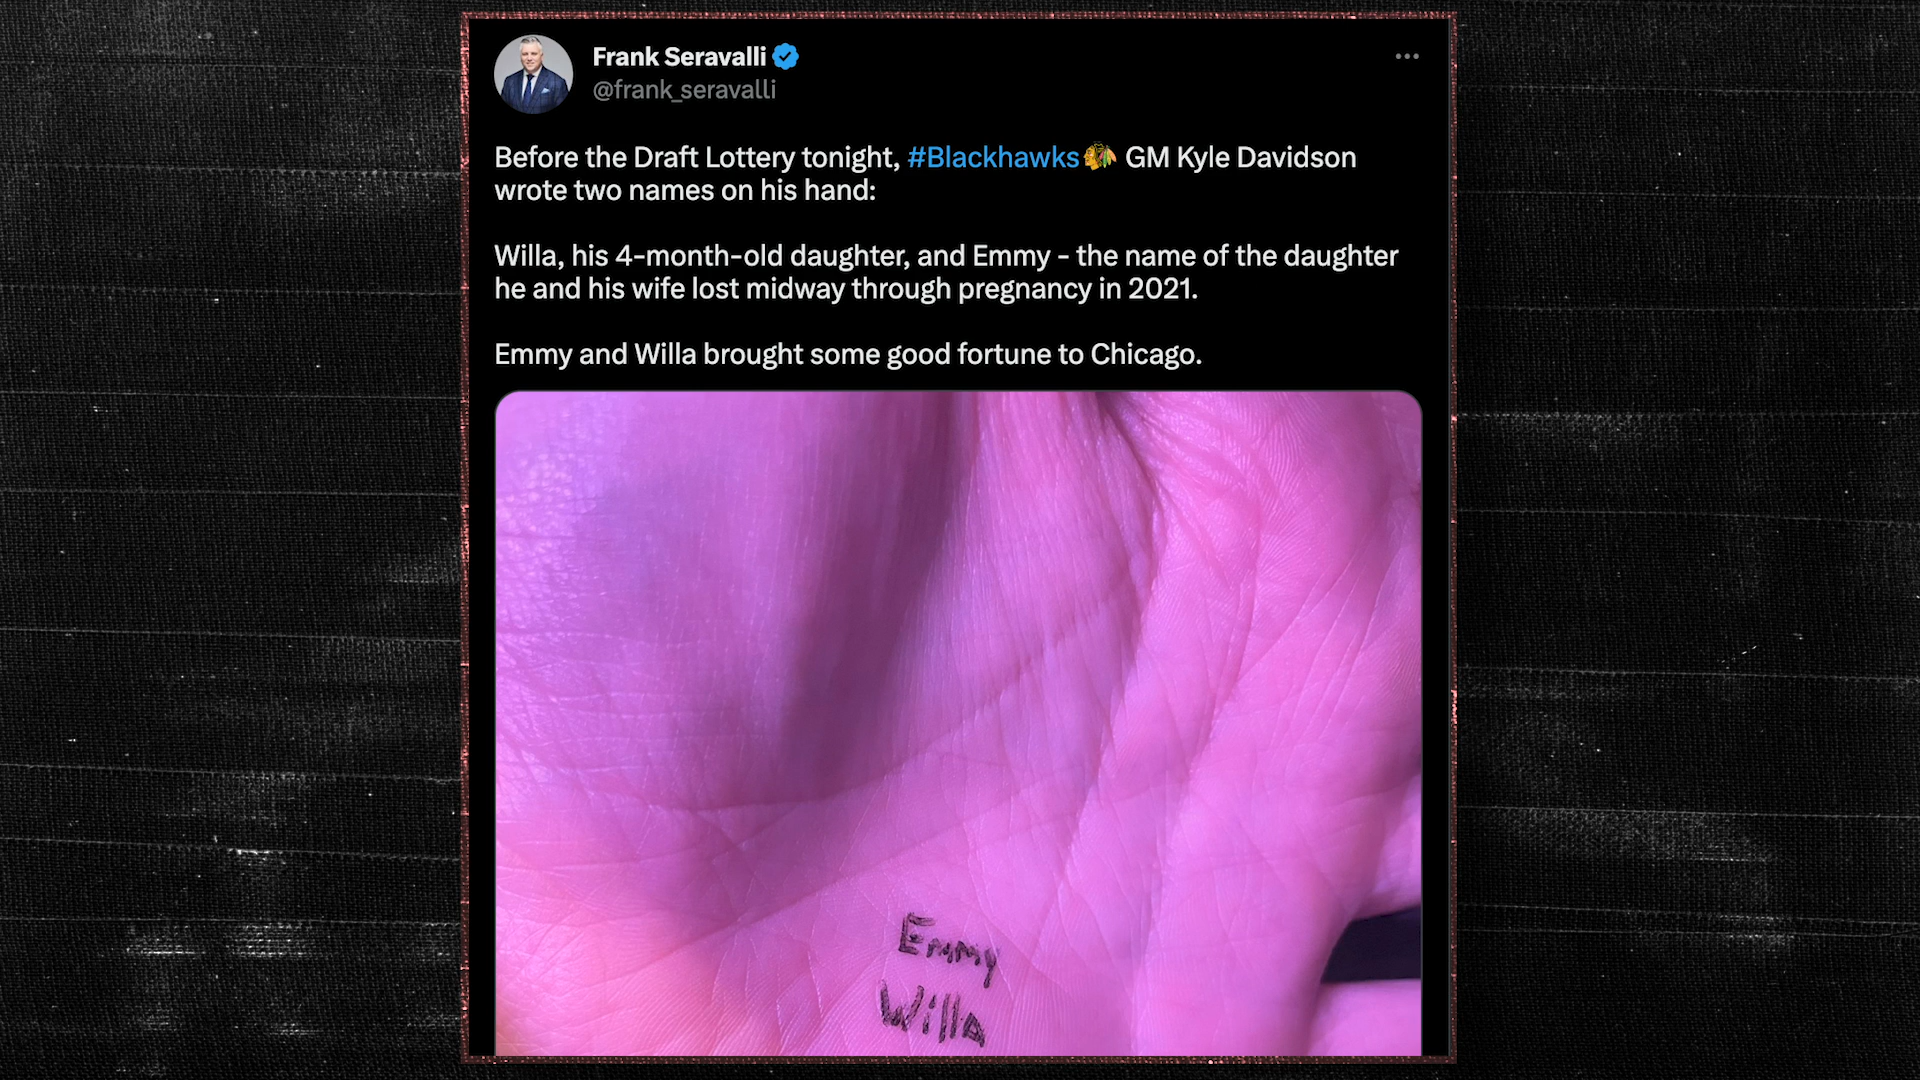 Frank Seravalli
@frank_seravalli
Before the Draft Lottery tonight, #Blackhawks GM Kyle Davidson
wrote two names on his hand:
Willa, his 4-month-old daughter, and Emmy - the name of the daughter
he and his wife lost midway through pregnancy in 2021.
Emmy and Willa brought some good fortune to Chicago.
Emmy
Willa